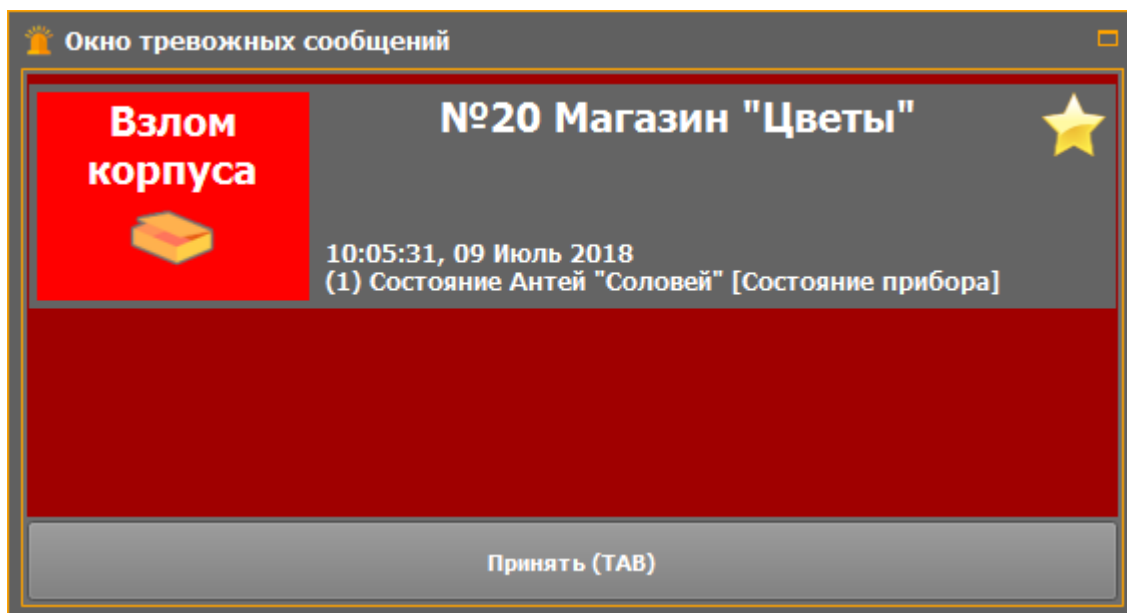 Окно тревожных сообщений
Взлом
корпуса
№20 Магазин "Цветы"
10:05:31, 09 Июль 2018
(1) Состояние Антей "Соловей" [Состояние прибора]
Принять (TAB)